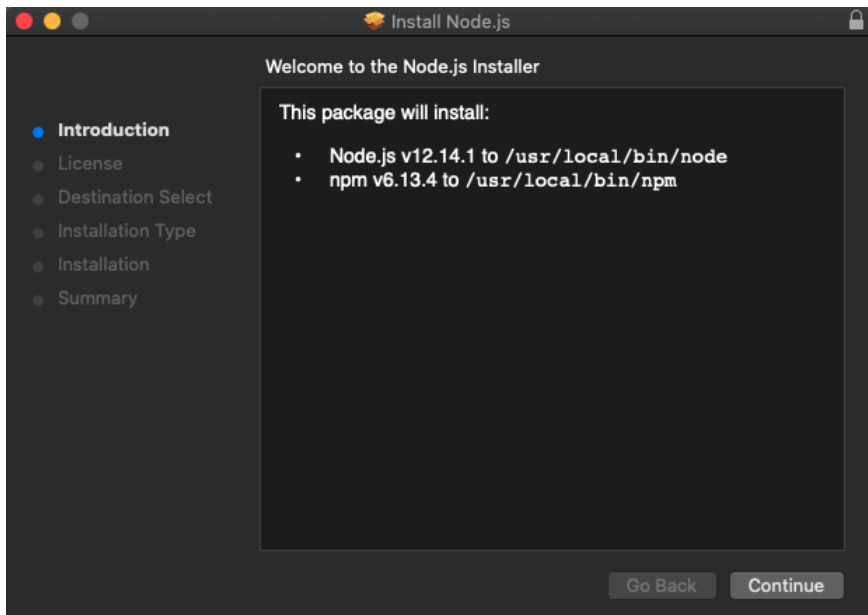 Install Node.js
Welcome to the Node.js Installer
Introduction
License
Destination Select
Installation Type
Installation
Summary
This package will install:
• Node.js v12.14.1 to /usr/local/bin/node
• npm v6.13.4 to /usr/local/bin/npm
Go Back
Continue